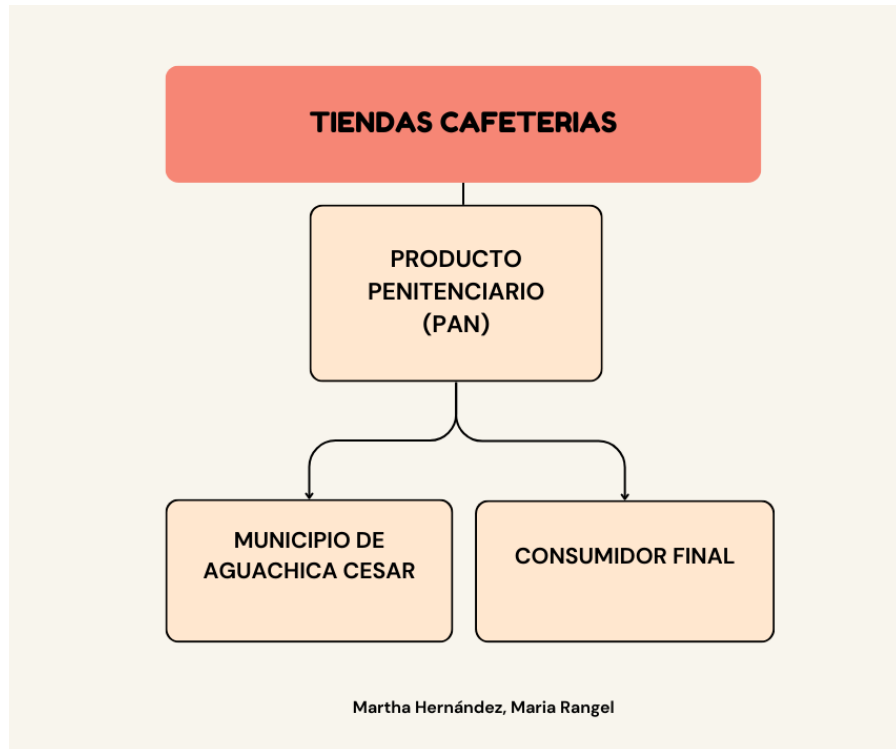 TIENDAS CAFETERIAS
PRODUCTO
PENITENCIARIO
(PAN)
MUNICIPIO DE
AGUACHICA CESAR
CONSUMIDOR FINAL
Martha Hernández, Maria Rangel